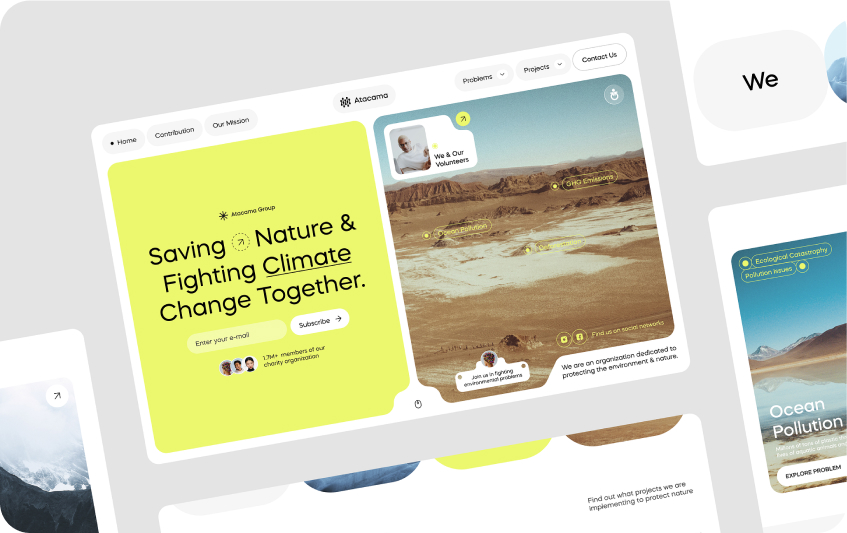 Home
Contribution
Our Mission
Atacama
Problems
Projects
Contact Us
Atacama Group
Saving Nature &
Fighting Climate
Change Together.
Enter your e-mail
Subscribe
1.7M+ members of our
charity organization
We & Our
Volunteers
GHG Emissions
Ocean Pollution
Find us on social networks
Join us in fighting
environmental problems
We are an organization dedicated to
protecting the environment & nature.
We
Ecological Catastrophy
Pollution Issues
Ocean
Pollution
EXPLORE PROBLEM
Find out what projects we are
implementing to protect nature